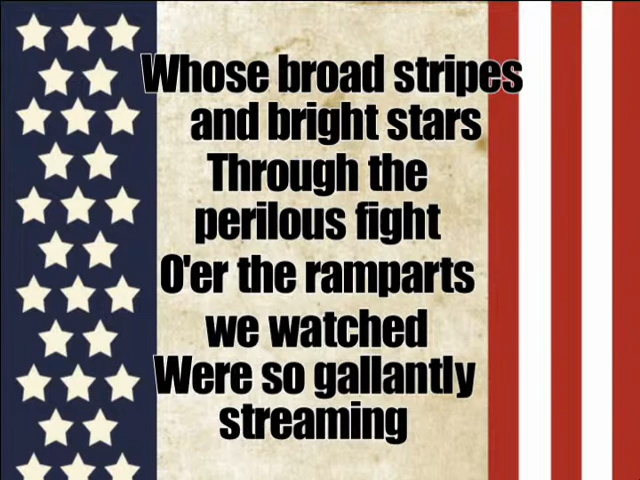 Whose broad stripes
and bright stars
Through the
perilous fight
O'er the ramparts
we watched
Were so gallantly
streaming